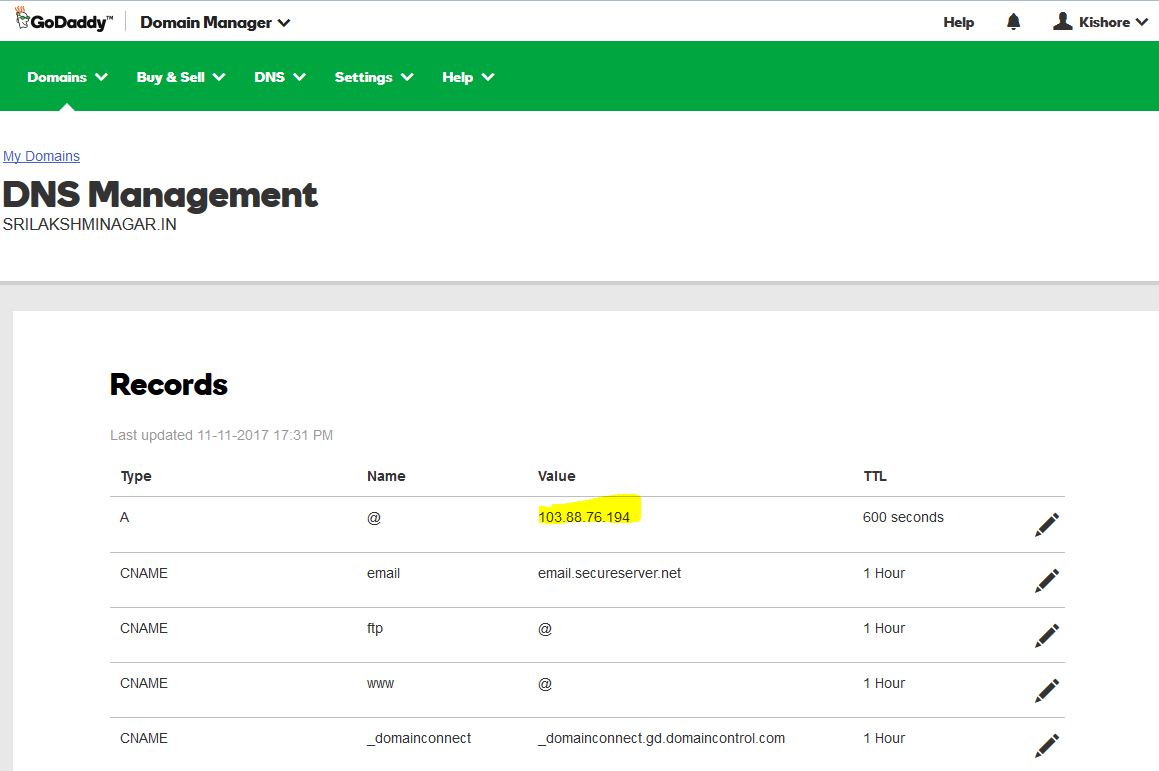 GoDaddy™ Domain Manager Help Kishore
Domains Buy & Sell DNS Settings Help
My Domains
DNS Management
SRILAKSHMINAGAR.IN
Records
Last updated 11-11-2017 17:31 PM
Type Name Value TTL
A @ 103.88.76.194 600 seconds
CNAME email email.secureserver.net 1 Hour
CNAME ftp @ 1 Hour
CNAME www @ 1 Hour
CNAME _domainconnect _domainconnect.gd.domaincontrol.com 1 Hour